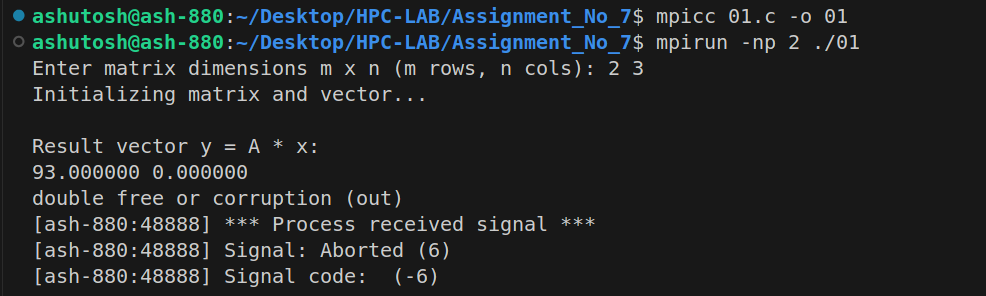 ashutosh@ash-880:~/Desktop/HPC-LAB/Assignment_No_7$ mpicc 01.c -o 01
ashutosh@ash-880:~/Desktop/HPC-LAB/Assignment_No_7$ mpirun -np 2 ./01
Enter matrix dimensions m x n (m rows, n cols): 2 3
Initializing matrix and vector...
Result vector y = A * x:
93.000000 0.000000
double free or corruption (out)
[ash-880:48888] *** Process received signal ***
[ash-880:48888] Signal: Aborted (6)
[ash-880:48888] Signal code:  (-6)